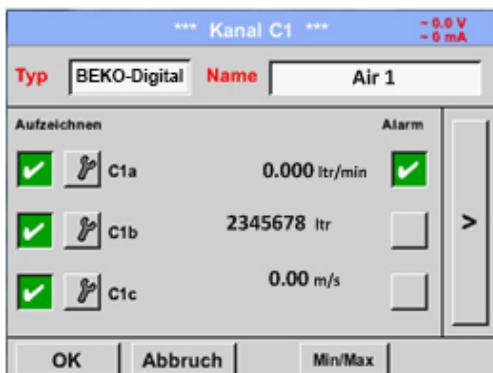 *** Kanal C1 *** ~ 0.0 V
~ 0 mA
Typ BEKO-Digital Name Air 1
Aufzeichnen Alarm
C1a 0.000 ltr/min
C1b 2345678 ltr
C1c 0.00 m/s
>
OK Abbruch Min/Max